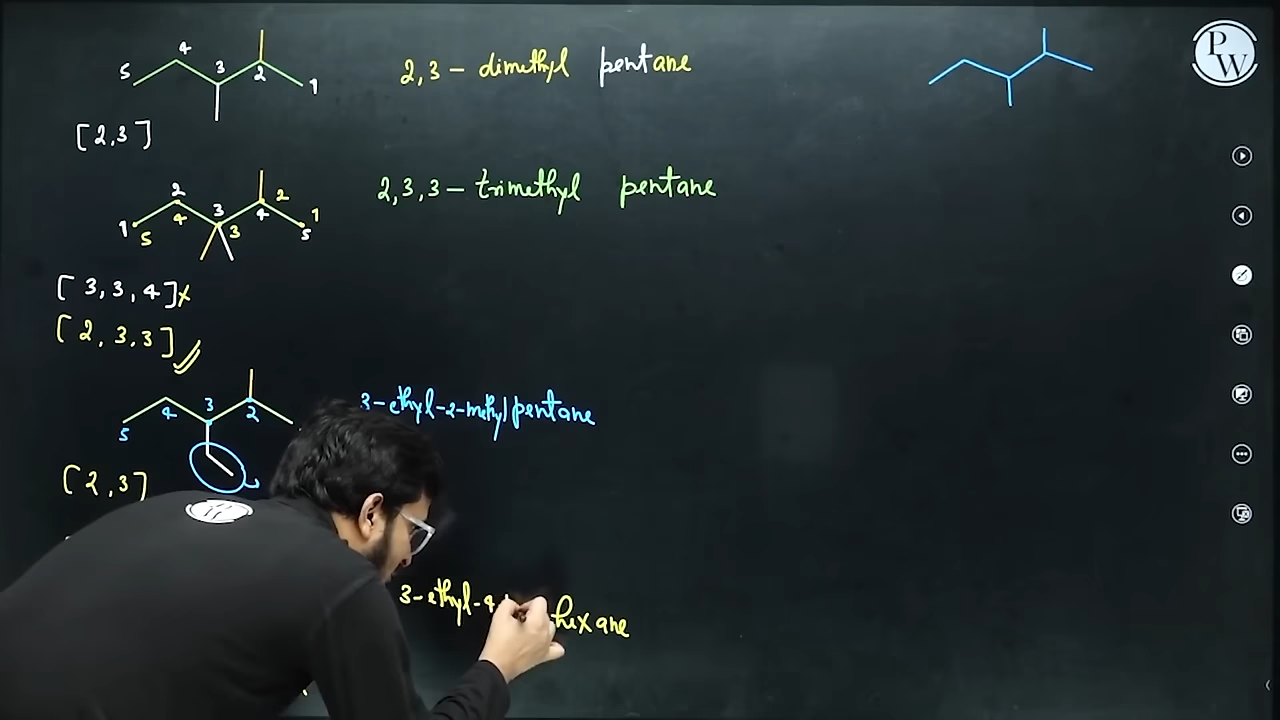 5 4 3 2 1 2,3 - dimethyl pentane
PW
[2,3]
2 2 2,3,3 - trimethyl pentane
1 5 4 3 3 4 1 5
[3,3,4]x
[2,3,3]
5 4 3 2 3-ethyl-2-methylpentane
[2,3]
3-ethyl-4 hexane